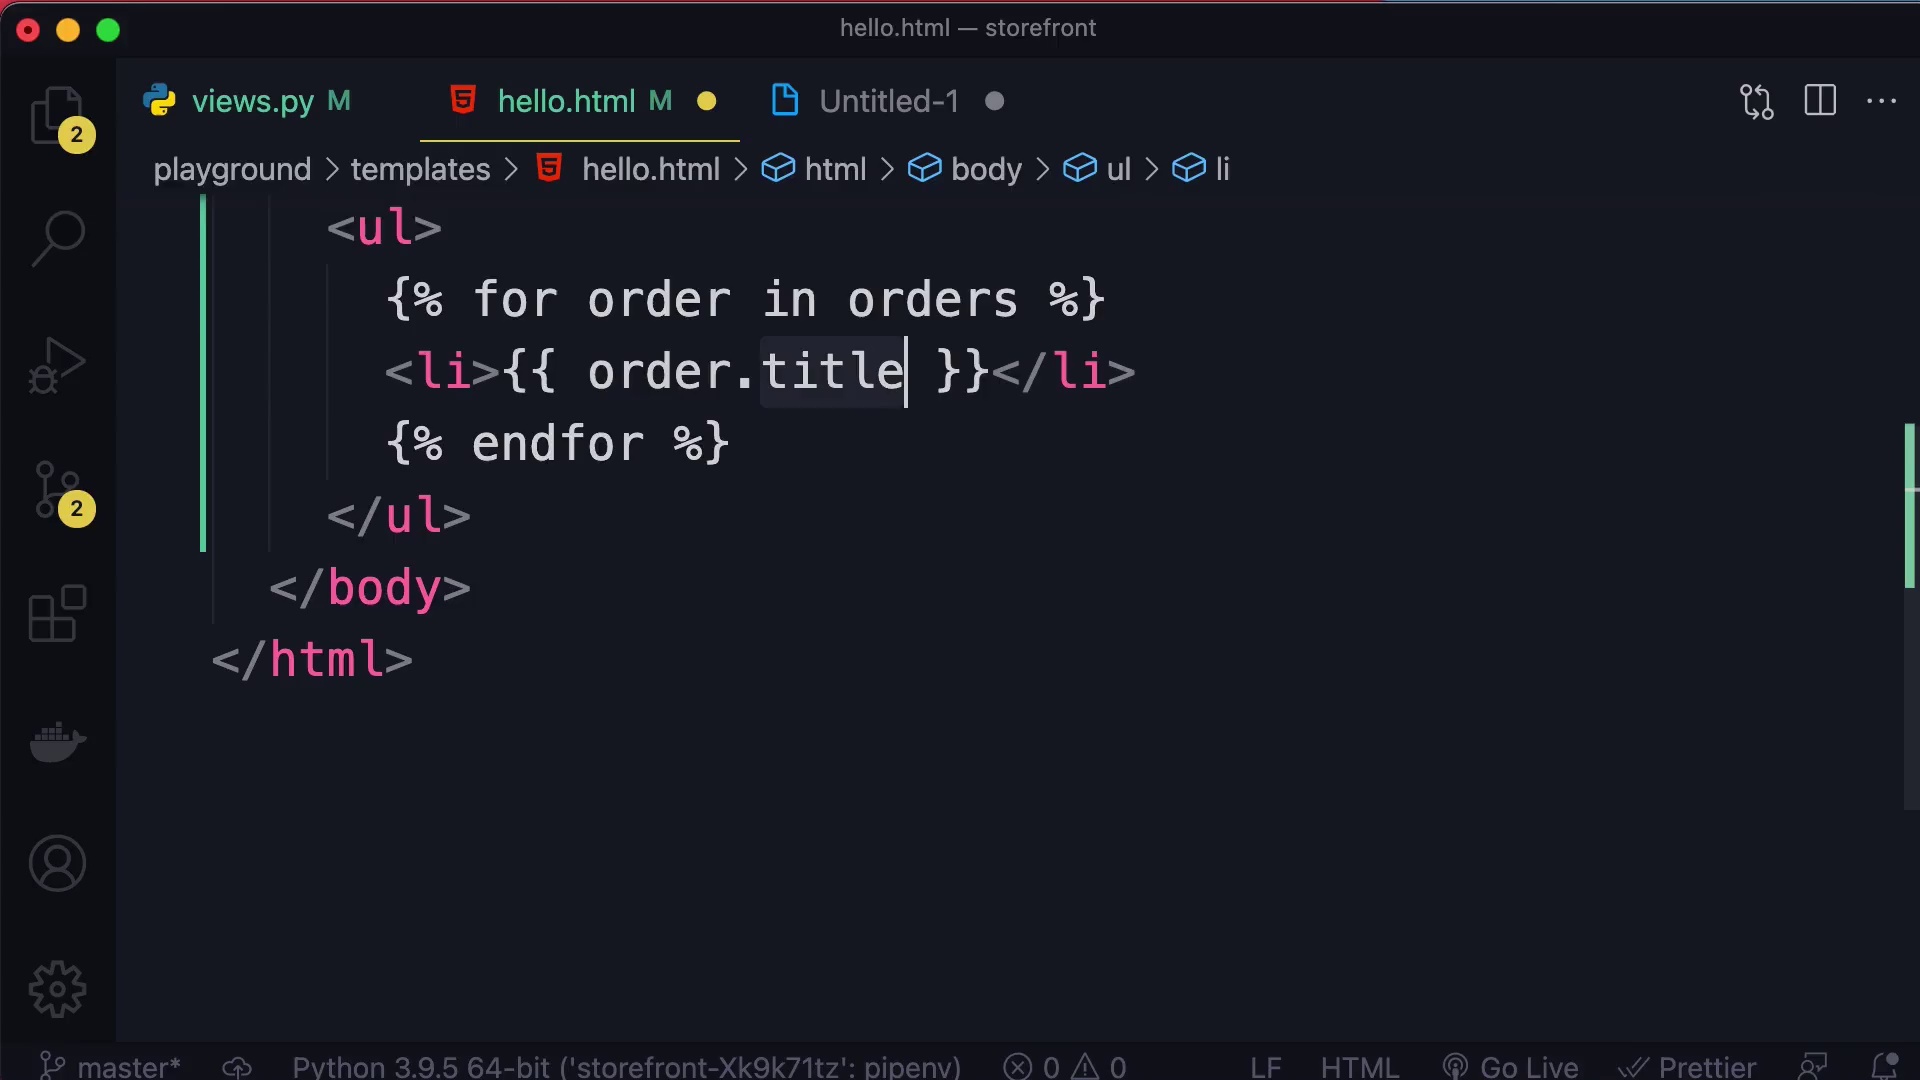 hello.html — storefront
views.py M
hello.html M
Untitled-1
playground > templates > hello.html > html > body > ul > li
<ul>
{% for order in orders %}
<li>{{ order.title }}</li>
{% endfor %}
</ul>
</body>
</html>
2
2
master*
Python 3.9.5 64-bit ('storefront-Xk9k71tz': pipenv)
0
0
LF
HTML
Go Live
Prettier